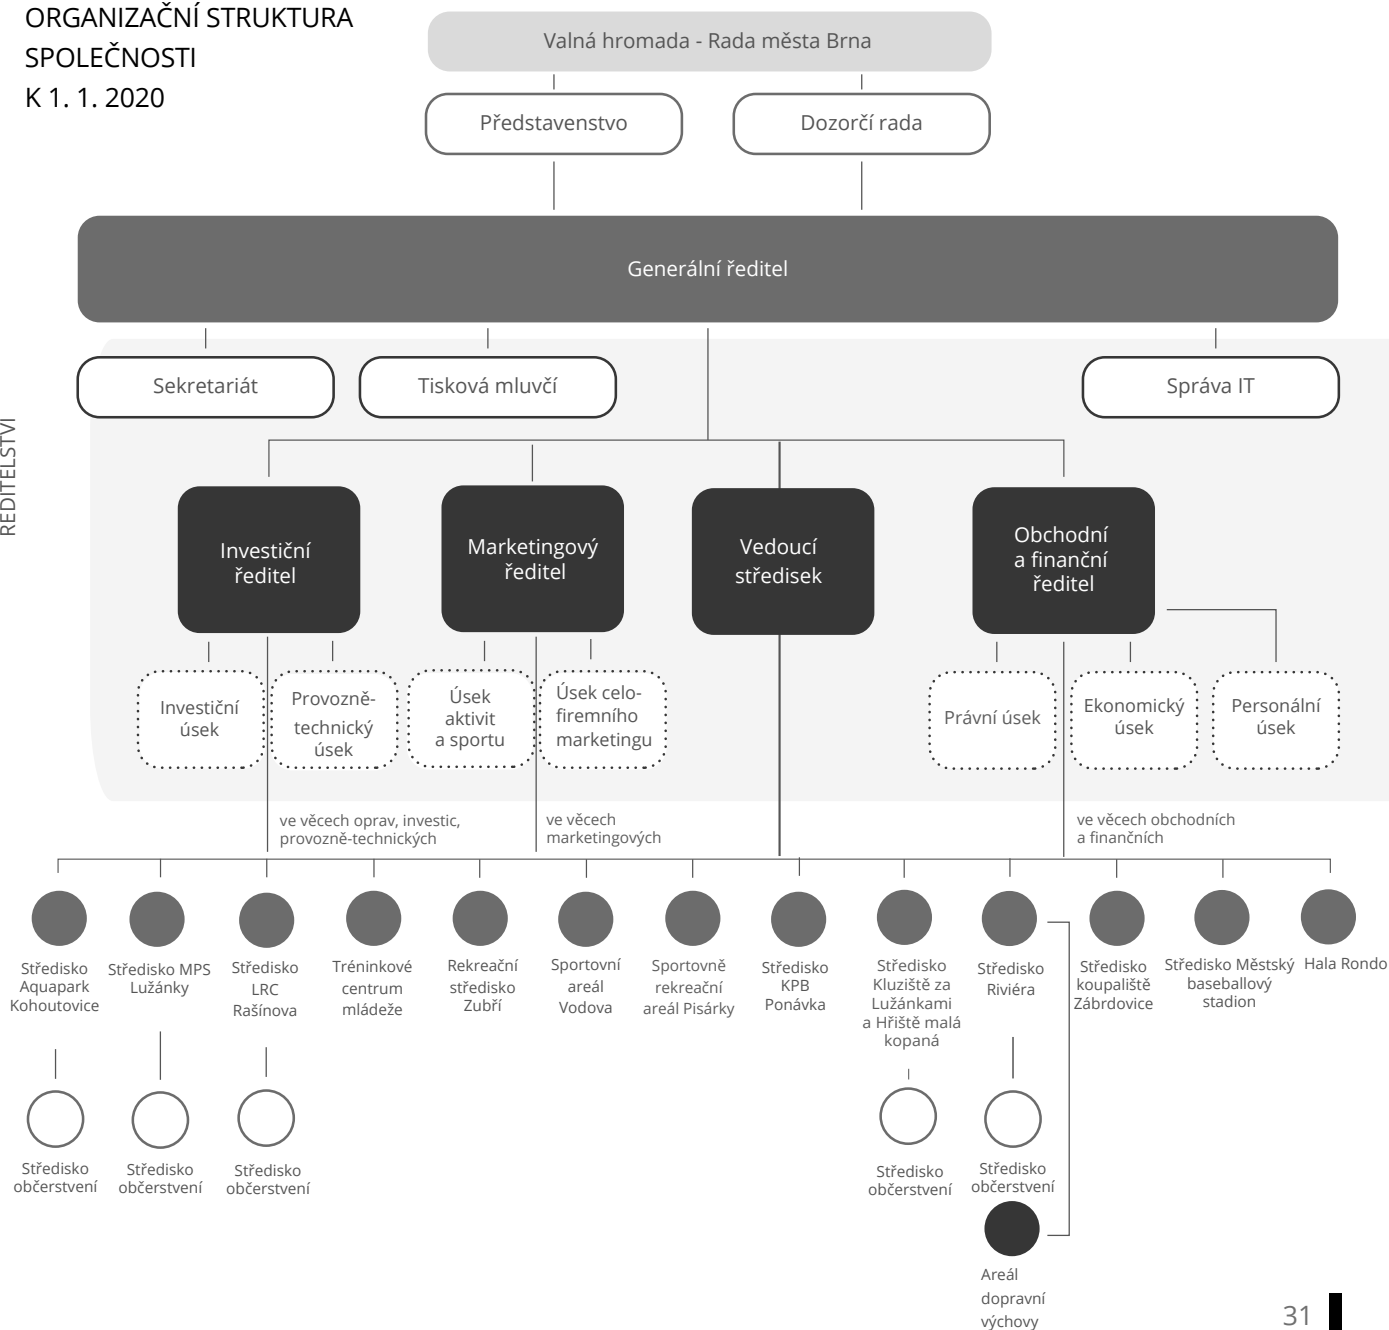 ORGANIZAČNÍ STRUKTURA
SPOLEČNOSTI
K 1. 1. 2020
Valná hromada - Rada města Brna
Představenstvo
Dozorčí rada
Generální ředitel
Sekretariát
Tisková mluvčí
Správa IT
ŘEDITELSTVÍ
Investiční
ředitel
Marketingový
ředitel
Vedoucí
středisek
Obchodní
a finanční
ředitel
Investiční
úsek
Provozně-
technický
úsek
Úsek
aktivit
a sportu
Úsek celo-
firemního
marketingu
Právní úsek
Ekonomický
úsek
Personální
úsek
ve věcech oprav, investic,
provozně-technických
ve věcech
marketingových
ve věcech obchodních
a finančních
Středisko
Aquapark
Kohoutovice
Středisko MPS
Lužánky
Středisko
LRC
Rašínova
Tréninkové
centrum
mládeže
Rekreační
středisko
Zubří
Sportovní
areál
Vodova
Sportovně
rekreační
areál Pisárky
Středisko
KPB
Ponávka
Středisko
Kluziště za
Lužánkami
a Hřiště malá
kopaná
Středisko
Riviéra
Středisko
koupaliště
Zábrdovice
Středisko Městský
baseballový
stadion
Hala Rondo
Středisko
občerstvení
Středisko
občerstvení
Středisko
občerstvení
Středisko
občerstvení
Středisko
občerstvení
Areál
dopravní
výchovy
31